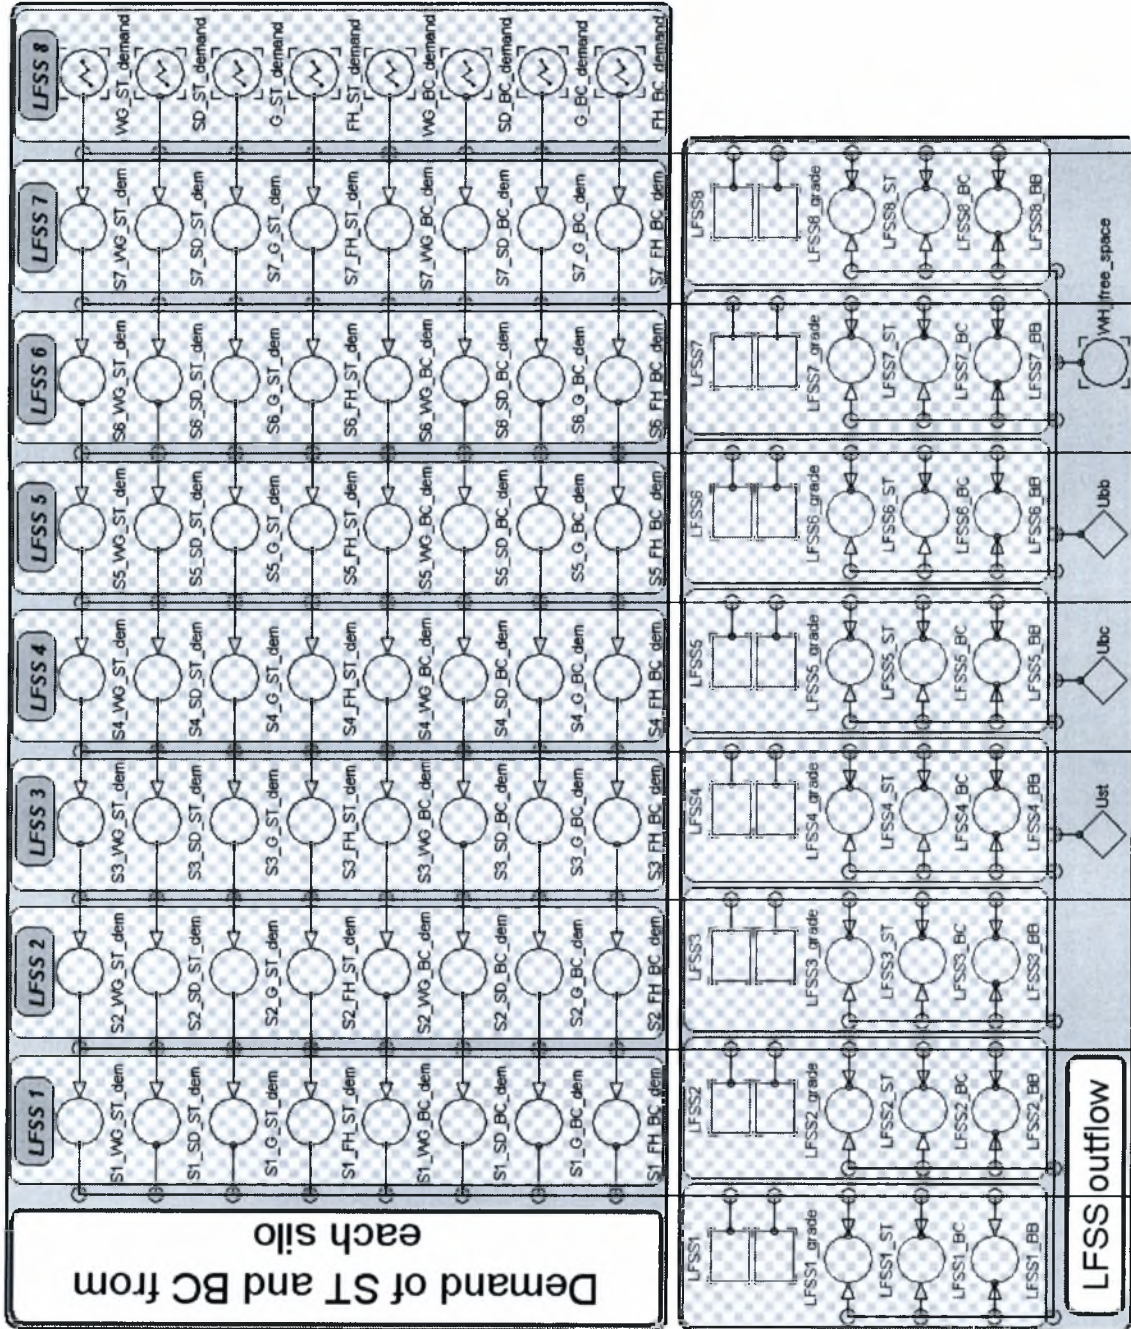 LFSS 8
WG_ST_demand
SD_ST_demand
G_ST_demand
FH_ST_demand
WG_BC_demand
SD_BC_demand
G_BC_demand
FH_BC_demand
LFSS 7
S7_WG_ST_dem
S7_SD_ST_dem
S7_G_ST_dem
S7_FH_ST_dem
S7_WG_BC_dem
S7_SD_BC_dem
S7_G_BC_dem
S7_FH_BC_dem
LFSS 6
S6_WG_ST_dem
S6_SD_ST_dem
S6_G_ST_dem
S6_FH_ST_dem
S6_WG_BC_dem
S6_SD_BC_dem
S6_G_BC_dem
S6_FH_BC_dem
LFSS 5
S5_WG_ST_dem
S5_SD_ST_dem
S5_G_ST_dem
S5_FH_ST_dem
S5_WG_BC_dem
S5_SD_BC_dem
S5_G_BC_dem
S5_FH_BC_dem
LFSS 4
S4_WG_ST_dem
S4_SD_ST_dem
S4_G_ST_dem
S4_FH_ST_dem
S4_WG_BC_dem
S4_SD_BC_dem
S4_G_BC_dem
S4_FH_BC_dem
LFSS 3
S3_WG_ST_dem
S3_SD_ST_dem
S3_G_ST_dem
S3_FH_ST_dem
S3_WG_BC_dem
S3_SD_BC_dem
S3_G_BC_dem
S3_FH_BC_dem
LFSS 2
S2_WG_ST_dem
S2_SD_ST_dem
S2_G_ST_dem
S2_FH_ST_dem
S2_WG_BC_dem
S2_SD_BC_dem
S2_G_BC_dem
S2_FH_BC_dem
LFSS 1
S1_WG_ST_dem
S1_SD_ST_dem
S1_G_ST_dem
S1_FH_ST_dem
S1_WG_BC_dem
S1_SD_BC_dem
S1_G_BC_dem
S1_FH_BC_dem
Demand of ST and BC from
each silo
LFSS8
LFSS8_grade
LFSS8_ST
LFSS8_BC
LFSS8_BB
LFSS7
LFSS7_grade
LFSS7_ST
LFSS7_BC
LFSS7_BB
LFSS6
LFSS6_grade
LFSS6_ST
LFSS6_BC
LFSS6_BB
LFSS5
LFSS5_grade
LFSS5_ST
LFSS5_BC
LFSS5_BB
LFSS4
LFSS4_grade
LFSS4_ST
LFSS4_BC
LFSS4_BB
LFSS3
LFSS3_grade
LFSS3_ST
LFSS3_BC
LFSS3_BB
LFSS2
LFSS2_grade
LFSS2_ST
LFSS2_BC
LFSS2_BB
LFSS1
LFSS1_grade
LFSS1_ST
LFSS1_BC
LFSS1_BB
WH_free_space
Ubb
Ubc
Ust
LFSS outflow